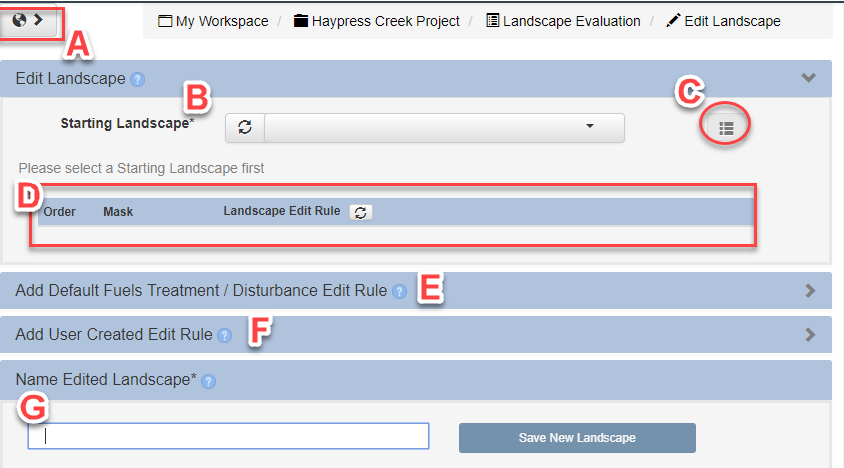 A
My Workspace / Haypress Creek Project / Landscape Evaluation / Edit Landscape
Edit Landscape ?
B
C
Starting Landscape*
Please select a Starting Landscape first
D
Order Mask Landscape Edit Rule
Add Default Fuels Treatment / Disturbance Edit Rule ? E
Add User Created Edit Rule ? F
Name Edited Landscape* ?
G
Save New Landscape